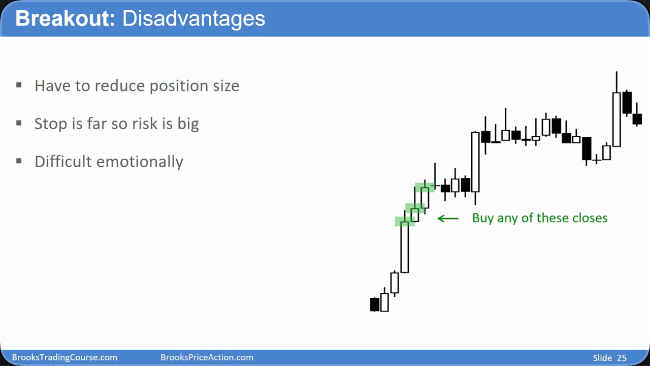 Breakout: Disadvantages
Have to reduce position size
Stop is far so risk is big
Difficult emotionally
Buy any of these closes
BrooksTradingCourse.com
BrooksPriceAction.com
Slide 25